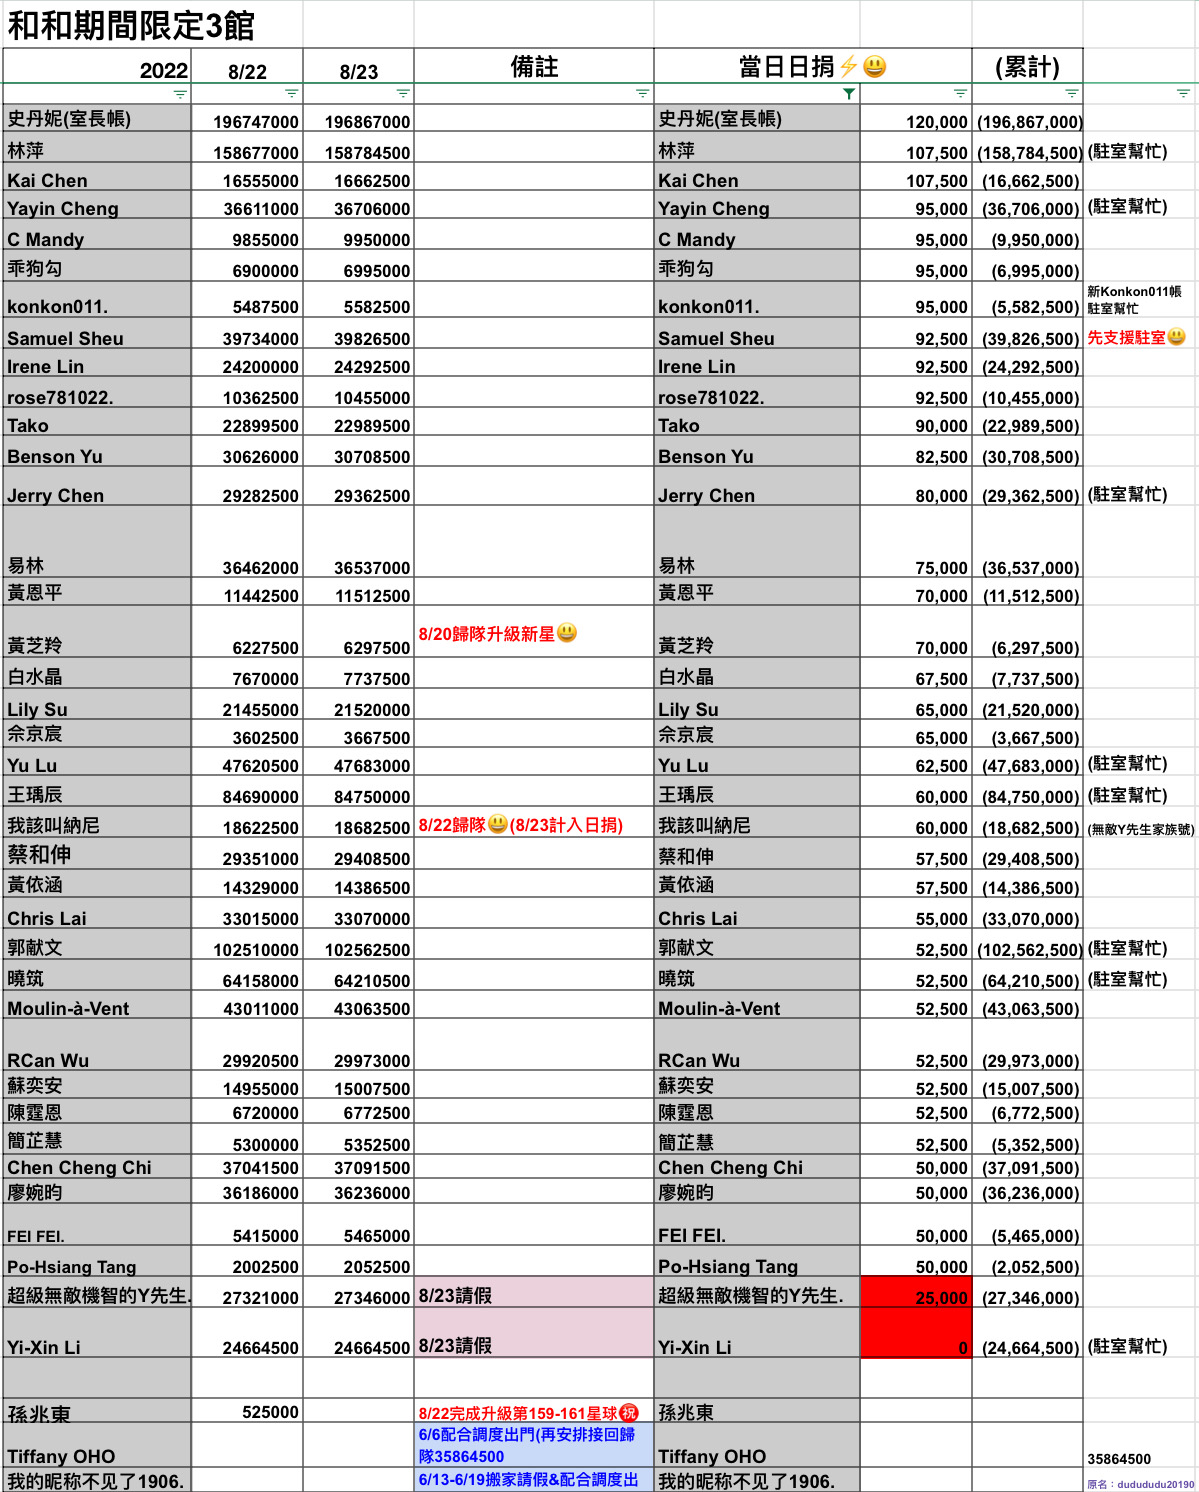 和和期間限定3館
2022 8/22 8/23 備註 當日日捐⚡😃 (累計)
史丹妮(室長帳) 196747000 196867000 史丹妮(室長帳) 120,000 (196,867,000)
林萍 158677000 158784500 林萍 107,500 (158,784,500) (駐室幫忙)
Kai Chen 16555000 16662500 Kai Chen 107,500 (16,662,500)
Yayin Cheng 36611000 36706000 Yayin Cheng 95,000 (36,706,000) (駐室幫忙)
C Mandy 9855000 9950000 C Mandy 95,000 (9,950,000)
乖狗勾 6900000 6995000 乖狗勾 95,000 (6,995,000)
新Konkon011帳
konkon011. 5487500 5582500 konkon011. 95,000 (5,582,500) 駐室幫忙
Samuel Sheu 39734000 39826500 Samuel Sheu 92,500 (39,826,500) 先支援駐室😃
Irene Lin 24200000 24292500 Irene Lin 92,500 (24,292,500)
rose781022. 10362500 10455000 rose781022. 92,500 (10,455,000)
Tako 22899500 22989500 Tako 90,000 (22,989,500)
Benson Yu 30626000 30708500 Benson Yu 82,500 (30,708,500)
Jerry Chen 29282500 29362500 Jerry Chen 80,000 (29,362,500) (駐室幫忙)
易林 36462000 36537000 易林 75,000 (36,537,000)
黃恩平 11442500 11512500 黃恩平 70,000 (11,512,500)
黃芝羚 6227500 6297500 8/20歸隊升級新星😃 黃芝羚 70,000 (6,297,500)
白水晶 7670000 7737500 白水晶 67,500 (7,737,500)
Lily Su 21455000 21520000 Lily Su 65,000 (21,520,000)
佘京宸 3602500 3667500 佘京宸 65,000 (3,667,500)
Yu Lu 47620500 47683000 Yu Lu 62,500 (47,683,000) (駐室幫忙)
王瑀辰 84690000 84750000 王瑀辰 60,000 (84,750,000) (駐室幫忙)
我該叫納尼 18622500 18682500 8/22歸隊😃(8/23計入日捐) 我該叫納尼 60,000 (18,682,500) (無敵Y先生家族號)
蔡和伸 29351000 29408500 蔡和伸 57,500 (29,408,500)
黃依涵 14329000 14386500 黃依涵 57,500 (14,386,500)
Chris Lai 33015000 33070000 Chris Lai 55,000 (33,070,000)
郭献文 102510000 102562500 郭献文 52,500 (102,562,500) (駐室幫忙)
曉筑 64158000 64210500 曉筑 52,500 (64,210,500) (駐室幫忙)
Moulin-à-Vent 43011000 43063500 Moulin-à-Vent 52,500 (43,063,500)
RCan Wu 29920500 29973000 RCan Wu 52,500 (29,973,000)
蘇奕安 14955000 15007500 蘇奕安 52,500 (15,007,500)
陳霆恩 6720000 6772500 陳霆恩 52,500 (6,772,500)
簡芷慧 5300000 5352500 簡芷慧 52,500 (5,352,500)
Chen Cheng Chi 37041500 37091500 Chen Cheng Chi 50,000 (37,091,500)
廖婉昀 36186000 36236000 廖婉昀 50,000 (36,236,000)
FEI FEI. 5415000 5465000 FEI FEI. 50,000 (5,465,000)
Po-Hsiang Tang 2002500 2052500 Po-Hsiang Tang 50,000 (2,052,500)
超級無敵機智的Y先生. 27321000 27346000 8/23請假 超級無敵機智的Y先生. 25,000 (27,346,000)
Yi-Xin Li 24664500 24664500 8/23請假 Yi-Xin Li 0 (24,664,500) (駐室幫忙)
孫兆東 525000 8/22完成升級第159-161星球㊗️ 孫兆東
6/6配合調度出門(再安排接回歸
Tiffany OHO 隊35864500 Tiffany OHO 35864500
我的昵称不见了1906. 6/13-6/19搬家請假&配合調度出 我的昵称不见了1906. 原名：dudududu20190